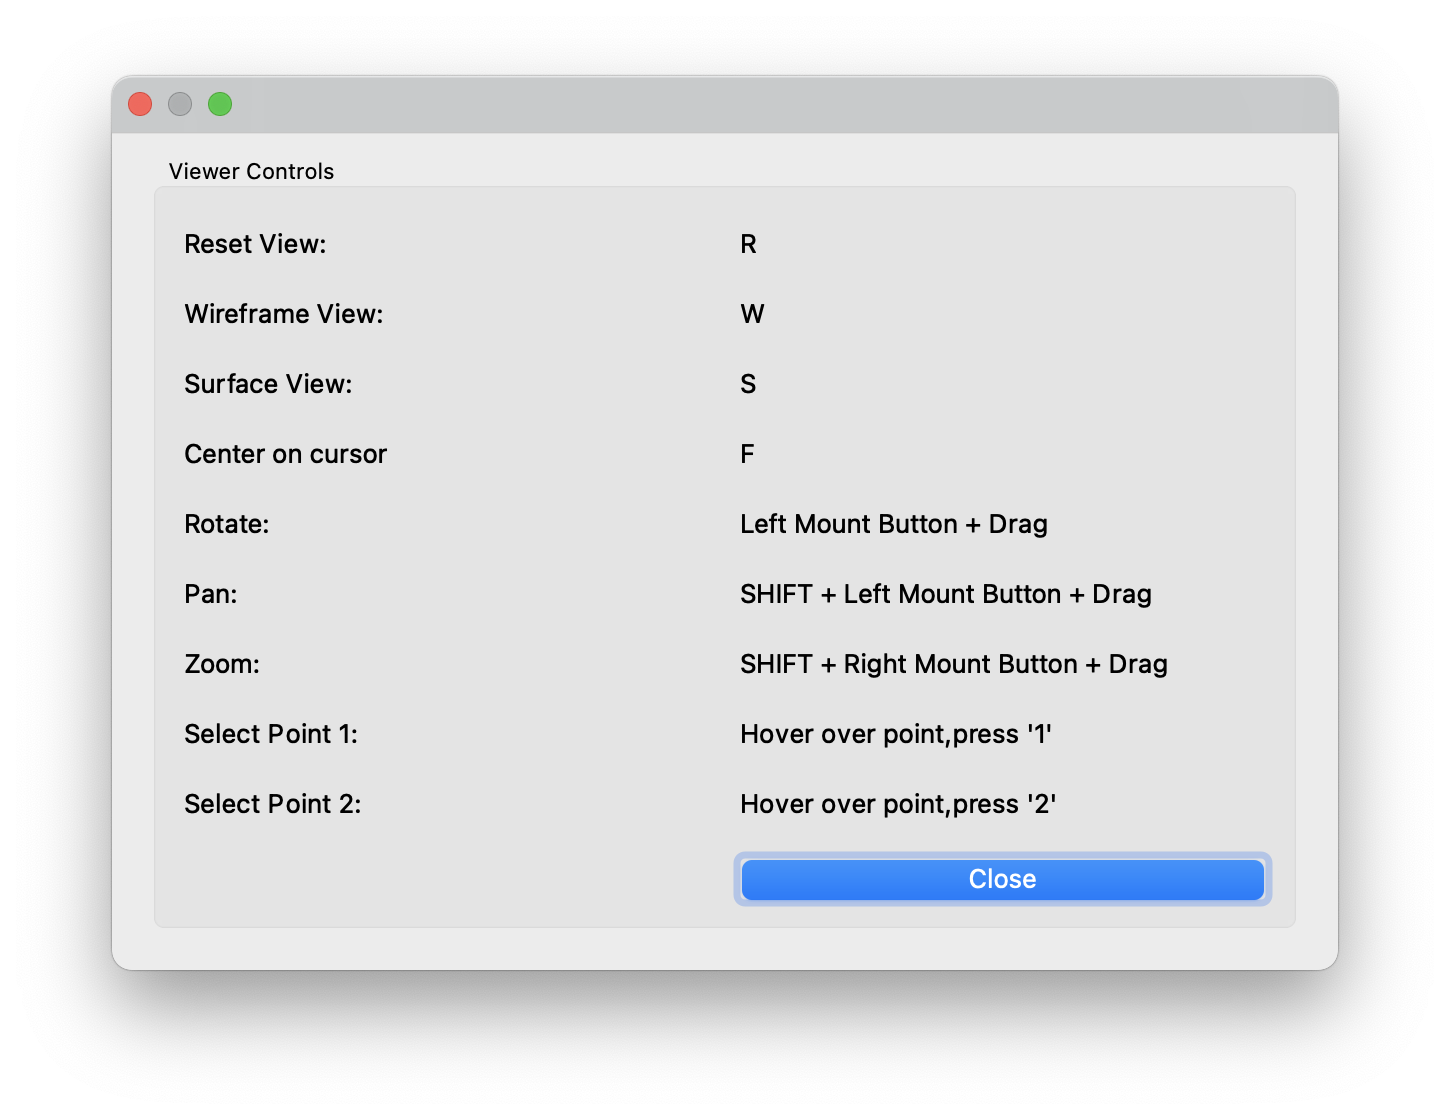 Viewer Controls
Reset View: R
Wireframe View: W
Surface View: S
Center on cursor F
Rotate: Left Mount Button + Drag
Pan: SHIFT + Left Mount Button + Drag
Zoom: SHIFT + Right Mount Button + Drag
Select Point 1: Hover over point,press '1'
Select Point 2: Hover over point,press '2'
Close